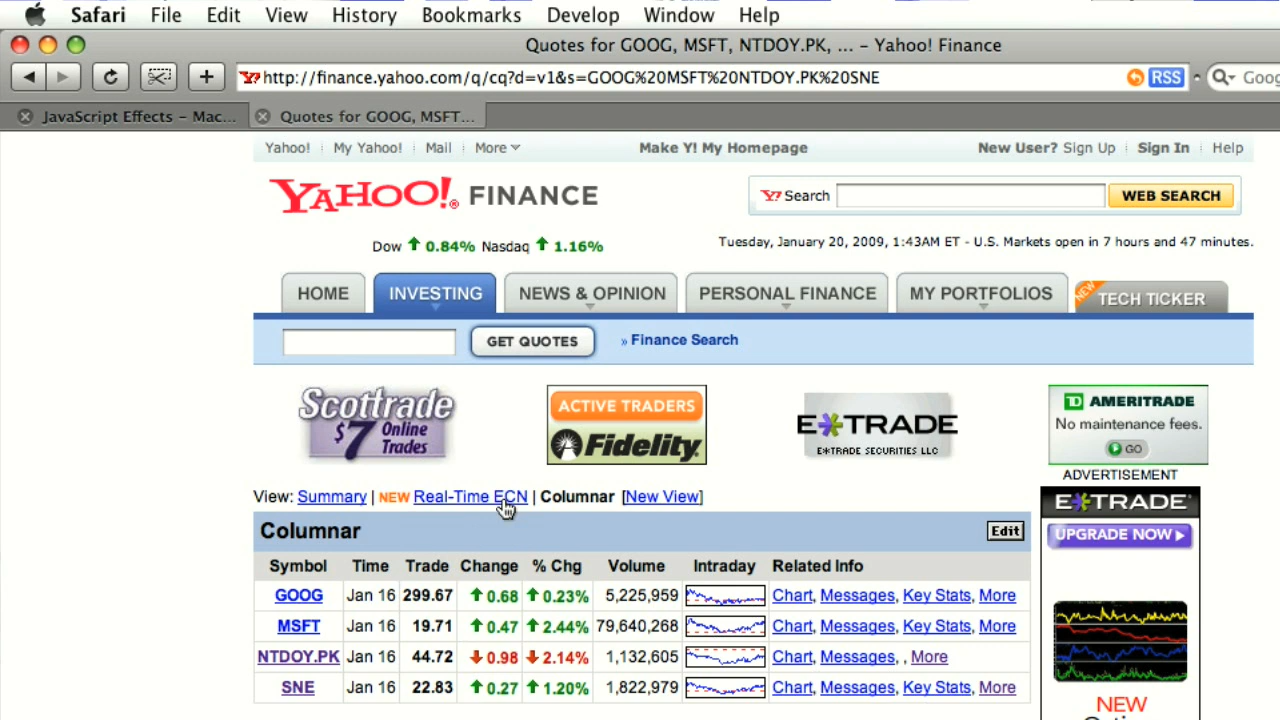 Safari File Edit View History Bookmarks Develop Window Help
Quotes for GOOG, MSFT, NTDOY.PK, ... – Yahoo! Finance
http://finance.yahoo.com/q/cq?d=v1&s=GOOG%20MSFT%20NTDOY.PK%20SNE RSS Goog
JavaScript Effects – Mac... Quotes for GOOG, MSFT...
Yahoo! My Yahoo! Mail More Make Y! My Homepage New User? Sign Up Sign In Help
YAHOO! FINANCE Y! Search WEB SEARCH
Dow 0.84% Nasdaq 1.16% Tuesday, January 20, 2009, 1:43AM ET - U.S. Markets open in 7 hours and 47 minutes.
HOME INVESTING NEWS & OPINION PERSONAL FINANCE MY PORTFOLIOS NEW TECH TICKER
GET QUOTES » Finance Search
Scottrade
$7 Online
Trades
ACTIVE TRADERS
Fidelity
E*TRADE
E*TRADE SECURITIES LLC
TD AMERITRADE
No maintenance fees.
GO
ADVERTISEMENT
View: Summary | NEW Real-Time ECN | Columnar [New View]
E*TRADE
UPGRADE NOW
Columnar Edit
Symbol Time Trade Change % Chg Volume Intraday Related Info
GOOG Jan 16 299.67 0.68 0.23% 5,225,959 Chart, Messages, Key Stats, More
MSFT Jan 16 19.71 0.47 2.44% 79,640,268 Chart, Messages, Key Stats, More
NTDOY.PK Jan 16 44.72 0.98 2.14% 1,132,605 Chart, Messages, , More
SNE Jan 16 22.83 0.27 1.20% 1,822,979 Chart, Messages, Key Stats, More
NEW